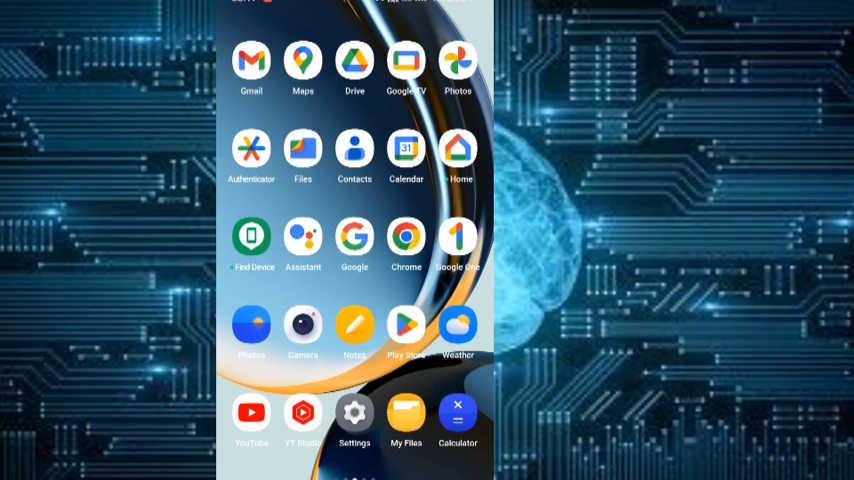 Gmail Maps Drive Google TV Photos
31
Authenticator Files Contacts Calendar Home
Find Device Assistant Google Chrome Google One
Photos Camera Notes Play Store Weather
YouTube YT Studio Settings My Files Calculator